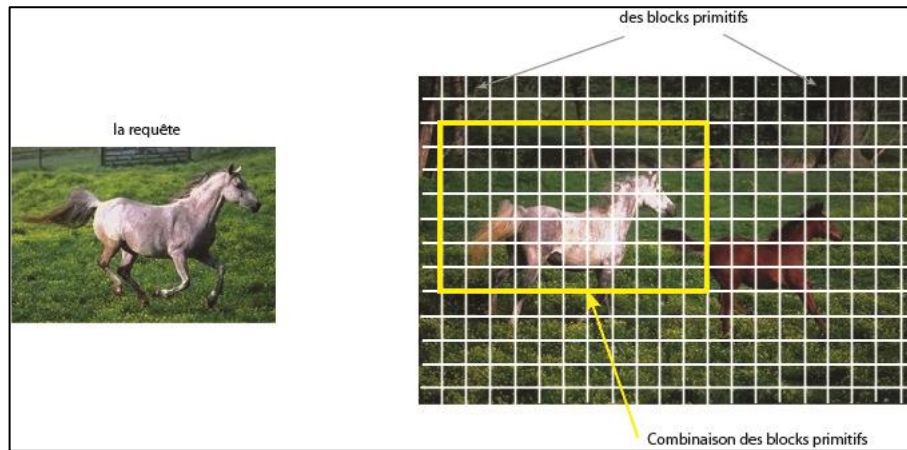 des blocks primitifs
la requête
Combinaison des blocks primitifs